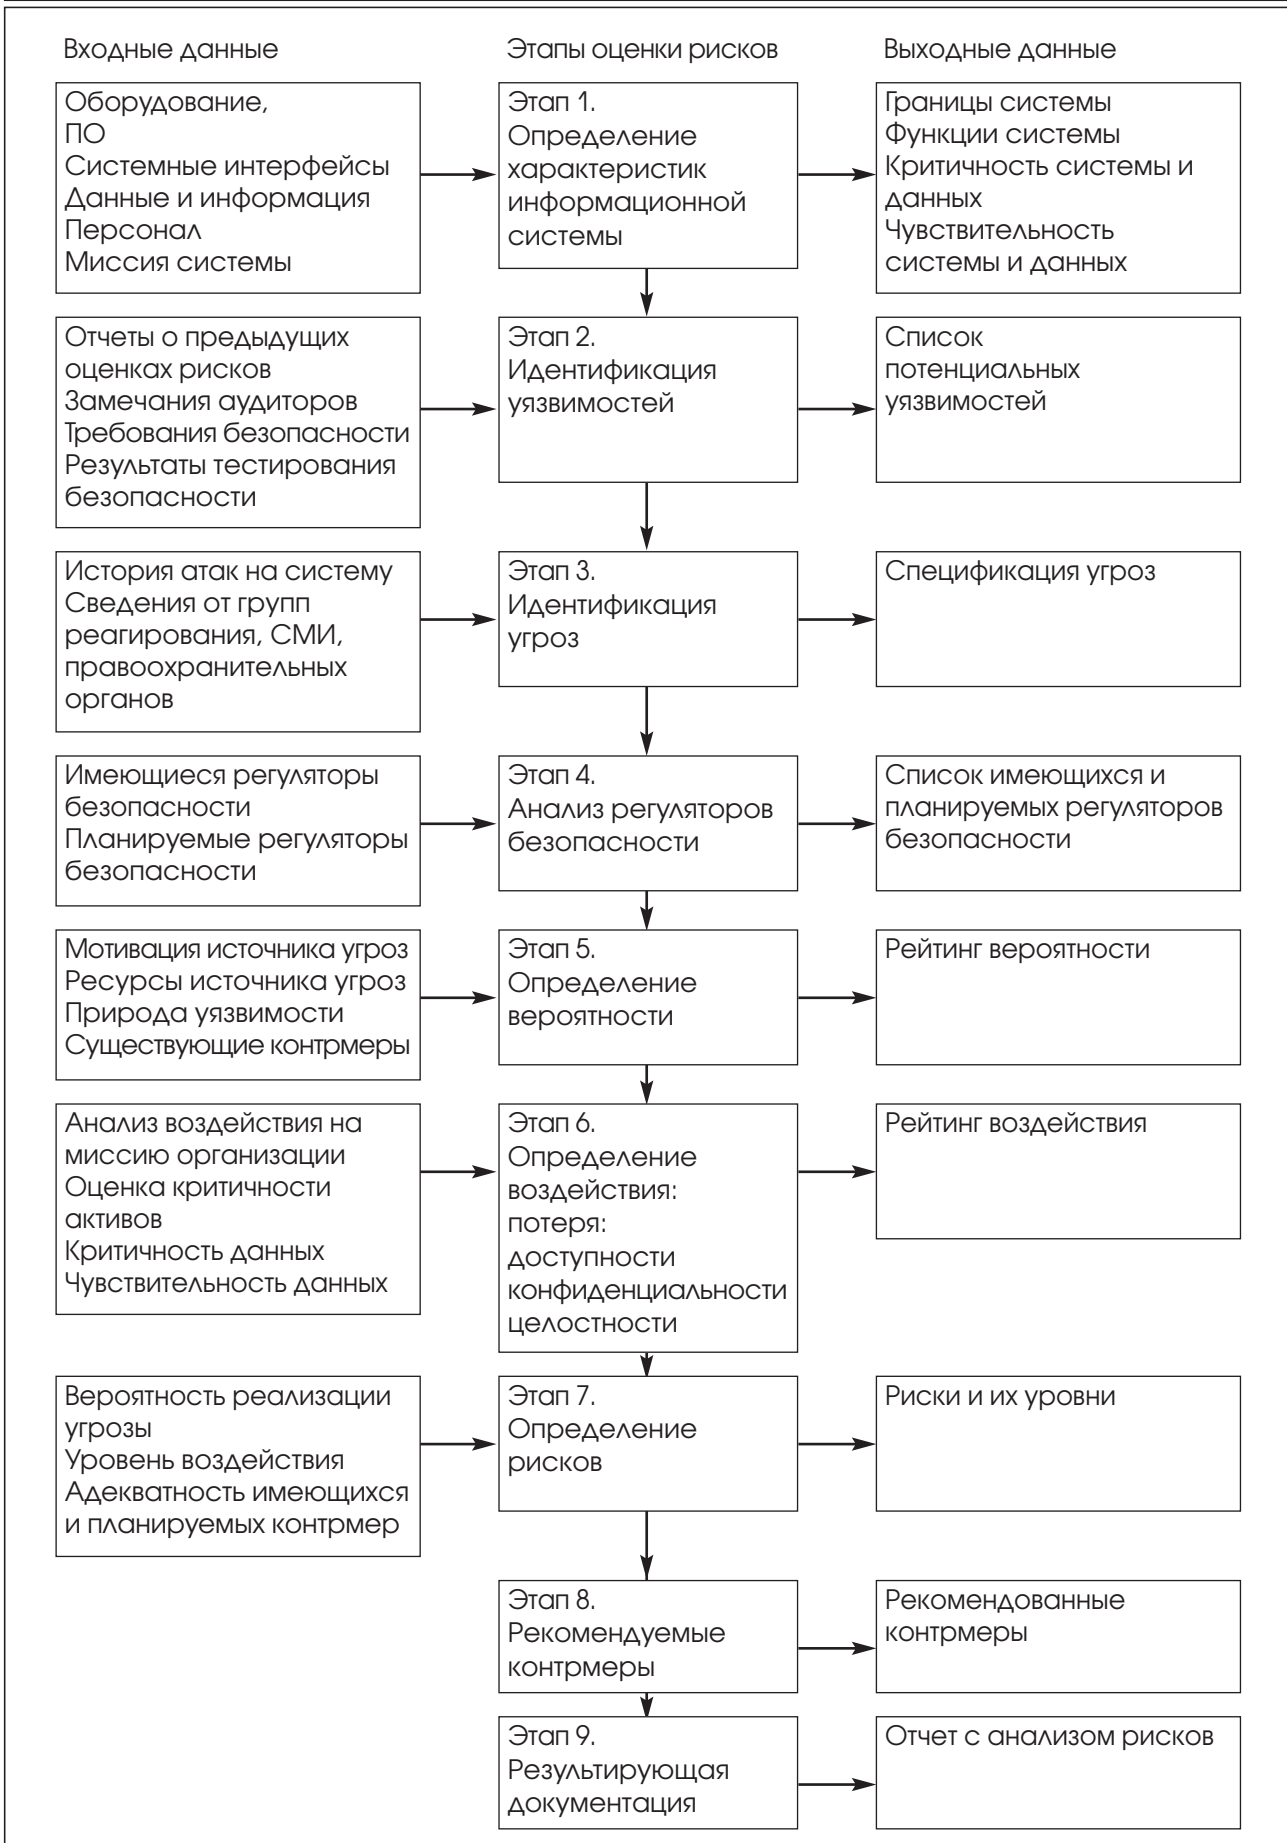 Входные данные
Этапы оценки рисков
Выходные данные
Оборудование,
ПО
Системные интерфейсы
Данные и информация
Персонал
Миссия системы
Этап 1.
Определение
характеристик
информационной
системы
Границы системы
Функции системы
Критичность системы и
данных
Чувствительность
системы и данных
Отчеты о предыдущих
оценках рисков
Замечания аудиторов
Требования безопасности
Результаты тестирования
безопасности
Этап 2.
Идентификация
уязвимостей
Список
потенциальных
уязвимостей
История атак на систему
Сведения от групп
реагирования, СМИ,
правоохранительных
органов
Этап 3.
Идентификация
угроз
Спецификация угроз
Имеющиеся регуляторы
безопасности
Планируемые регуляторы
безопасности
Этап 4.
Анализ регуляторов
безопасности
Список имеющихся и
планируемых регуляторов
безопасности
Мотивация источника угроз
Ресурсы источника угроз
Природа уязвимости
Существующие контрмеры
Этап 5.
Определение
вероятности
Рейтинг вероятности
Анализ воздействия на
миссию организации
Оценка критичности
активов
Критичность данных
Чувствительность данных
Этап 6.
Определение
воздействия:
потеря:
доступности
конфиденциальности
целостности
Рейтинг воздействия
Вероятность реализации
угрозы
Уровень воздействия
Адекватность имеющихся
и планируемых контрмер
Этап 7.
Определение
рисков
Риски и их уровни
Этап 8.
Рекомендуемые
контрмеры
Рекомендованные
контрмеры
Этап 9.
Результирующая
документация
Отчет с анализом рисков